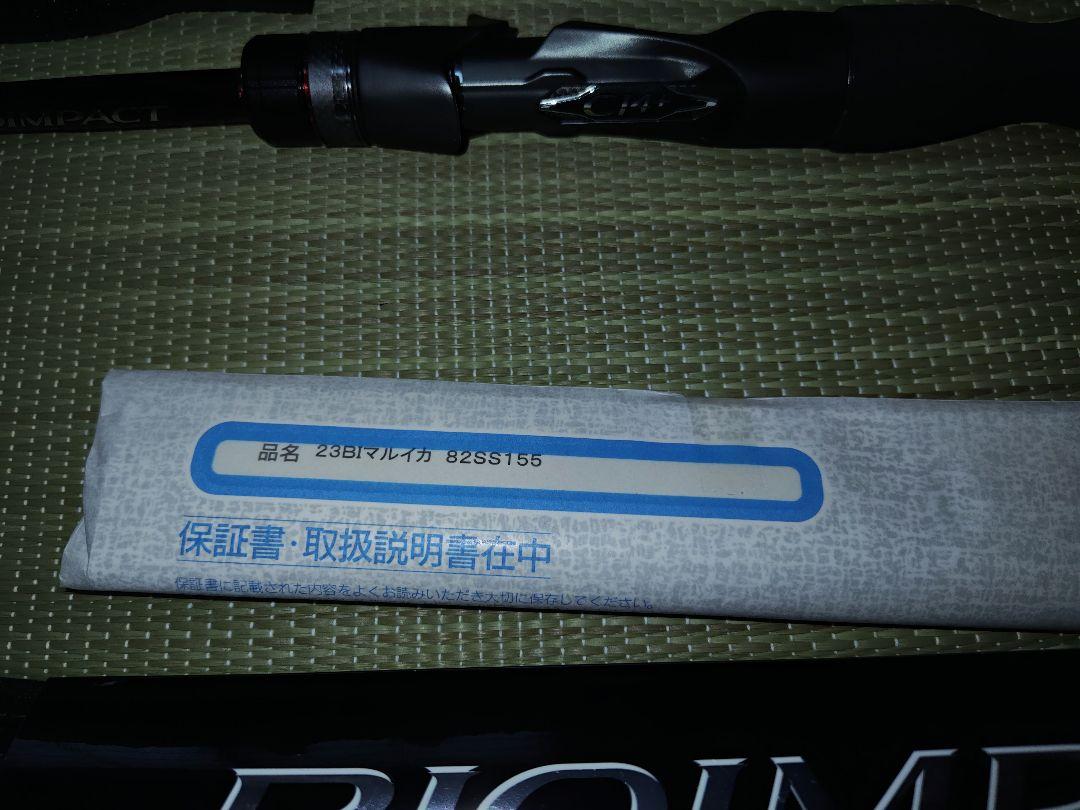 IMPACT
CI4+
品名 23BIマルイカ 82SS155
保証書・取扱説明書在中
保証書に記載された内容をよくお読みいただき大切に保存してください。
BIOIMP